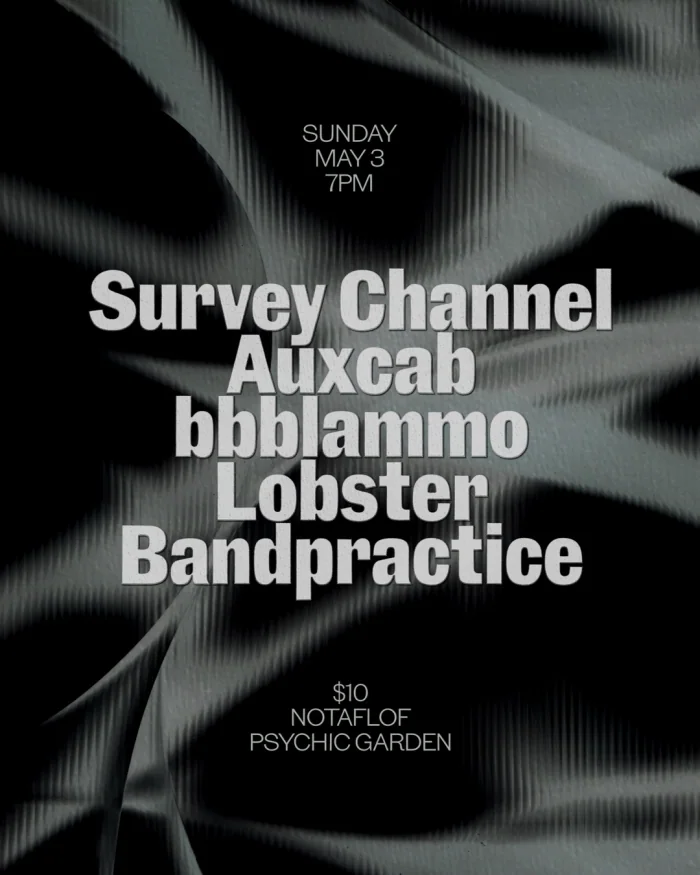 SUNDAY
MAY 3
7PM
Survey Channel
Auxcab
bbblammo
Lobster
Bandpractice
$10
NOTAFLOF
PSYCHIC GARDEN